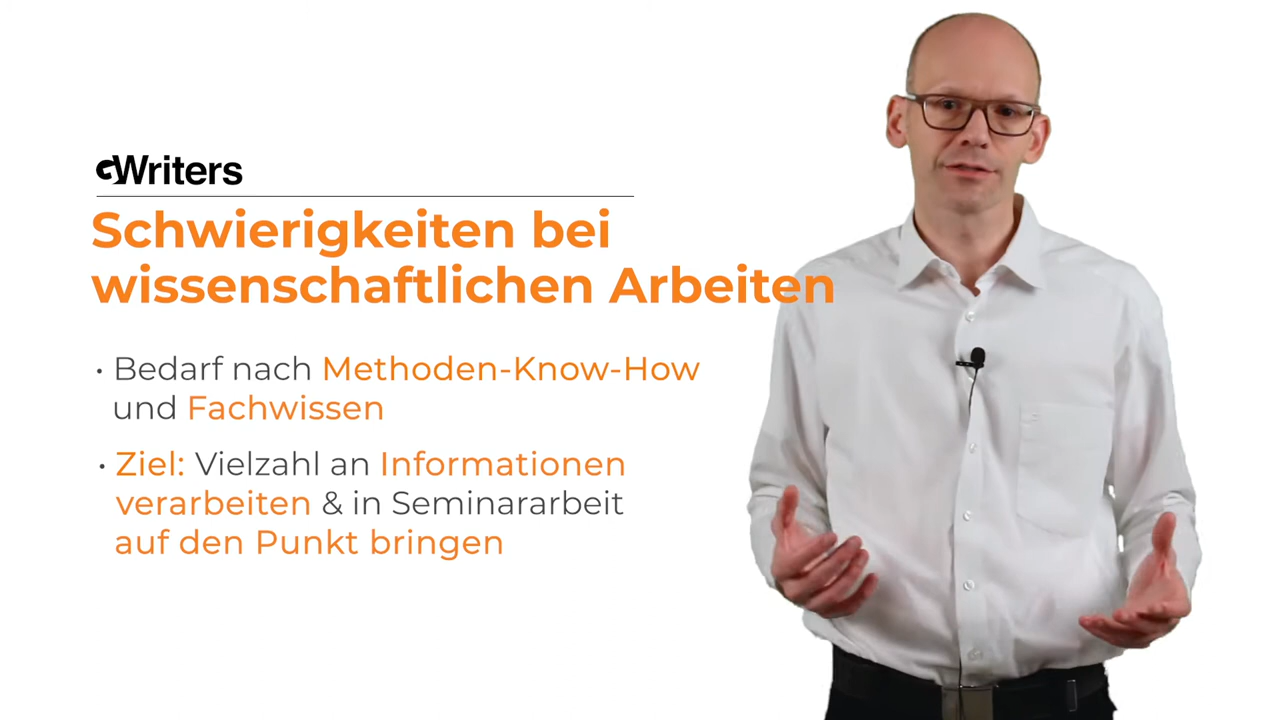 Writers
Schwierigkeiten bei
wissenschaftlichen Arbeiten
• Bedarf nach Methoden-Know-How
und Fachwissen
• Ziel: Vielzahl an Informationen
verarbeiten & in Seminararbeit
auf den Punkt bringen